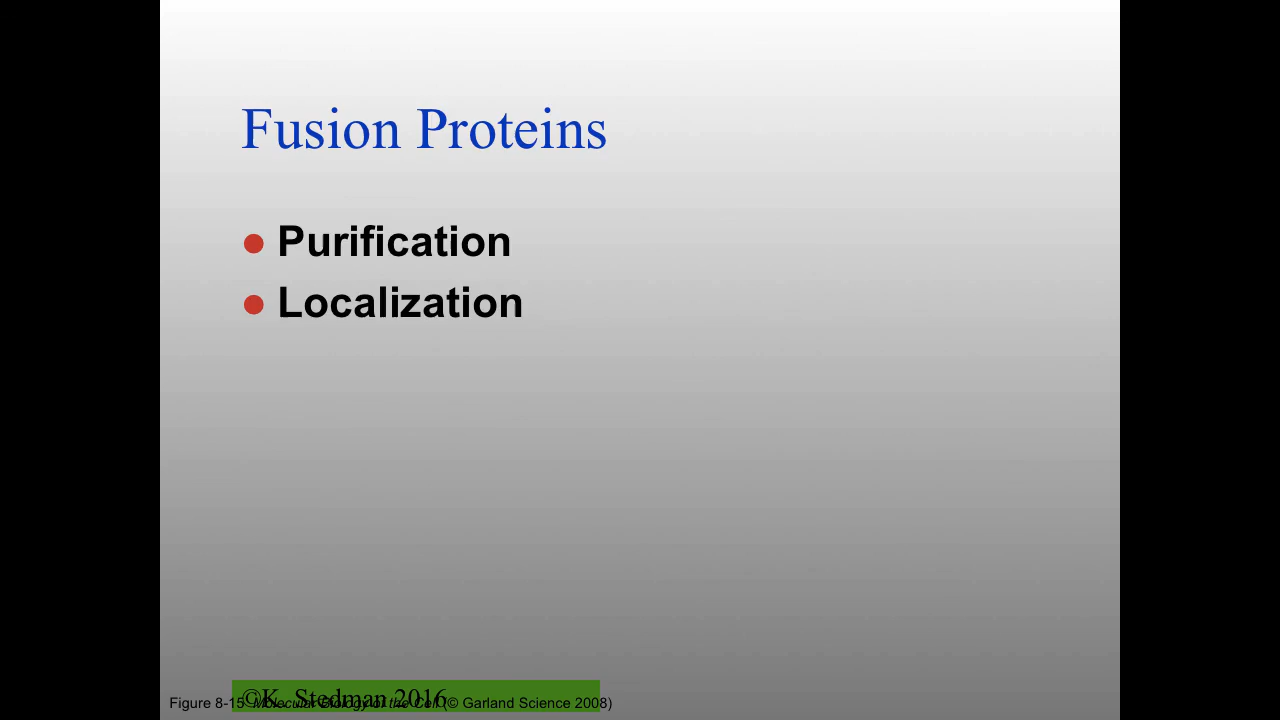 Fusion Proteins
Purification
Localization
©K. Stedman 2016
Figure 8-15 Molecular Biology of the Cell (© Garland Science 2008)